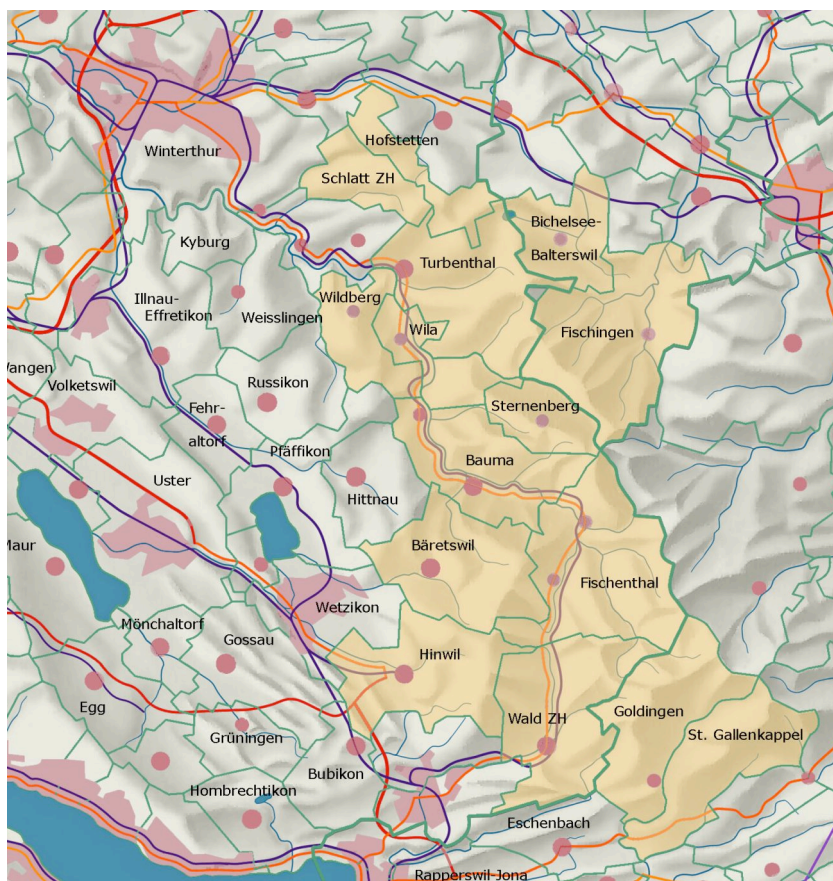 Hofstetten
Winterthur
Schlatt ZH
Bichelsee-
Balterswil
Kyburg
Turbenthal
Illnau-
Effretikon
Wildberg
Weisslingen
Wila
Fischingen
Wangen
Volketswil
Russikon
Fehr-
altorf
Sternenberg
Pfäffikon
Bauma
Uster
Hittnau
Maur
Bäretswil
Fischenthal
Wetzikon
Mönchaltorf
Gossau
Hinwil
Egg
Goldingen
Wald ZH
St. Gallenkappel
Grüningen
Bubikon
Hombrechtikon
Eschenbach
Rapperswil-Jona